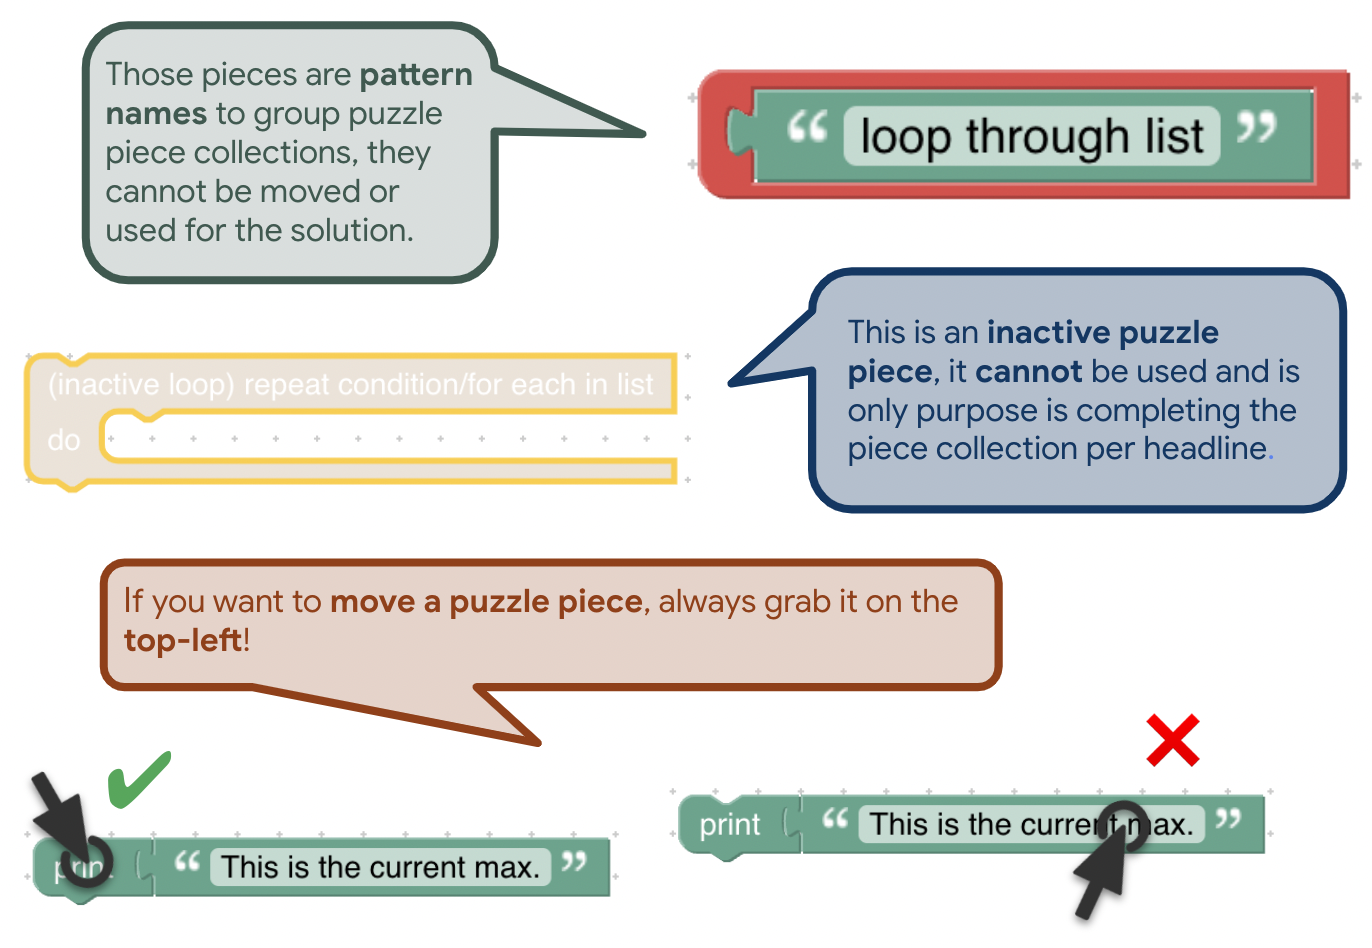 Those pieces are pattern
names to group puzzle
piece collections, they
cannot be moved or
used for the solution.
“ loop through list ”
This is an inactive puzzle
piece, it cannot be used and is
only purpose is completing the
piece collection per headline.
(inactive loop) repeat condition/for each in list
do
If you want to move a puzzle piece, always grab it on the
top-left!
print “ This is the current max. ”
print “ This is the current max. ”